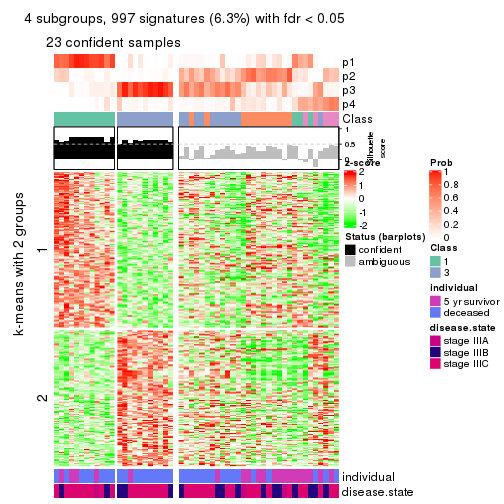 4 subgroups, 997 signatures (6.3%) with fdr < 0.05
23 confident samples
p1
p2
p3
p4
Class
1
0.5
0
Silhouette
score
k-means with 2 groups
1
2
z-score
2
1
0
-1
-2
Status (barplots)
confident
ambiguous
Prob
1
0.8
0.6
0.4
0.2
0
Class
1
3
individual
5 yr survivor
deceased
disease.state
stage IIIA
stage IIIB
stage IIIC
individual
disease.state